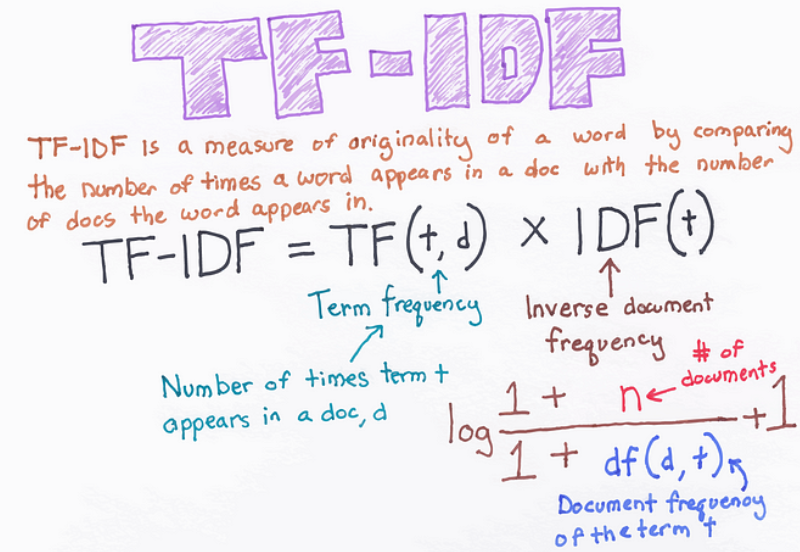 TF-IDF
TF-IDF is a measure of originality of a word by comparing
the number of times a word appears in a doc with the number
of docs the word appears in.
TF-IDF = TF(t, d) × IDF(t)
Term frequency
Inverse document
frequency
Number of times term t
appears in a doc, d
# of
documents
log 1 + n / 1 + df(d, t) + 1
Document frequency
of the term t